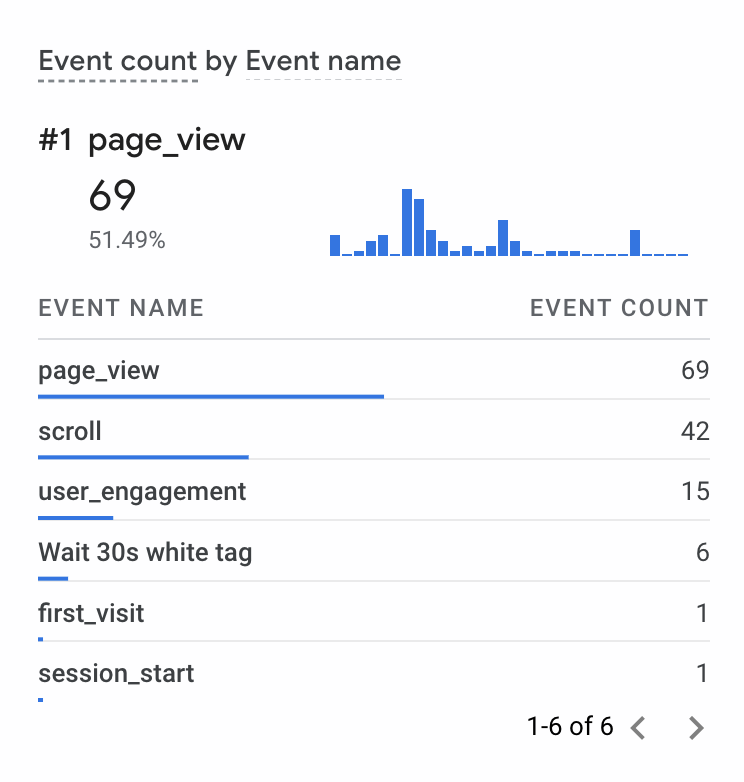 Event count by Event name
#1 page_view
69
51.49%
EVENT NAME EVENT COUNT
page_view 69
scroll 42
user_engagement 15
Wait 30s white tag 6
first_visit 1
session_start 1
1-6 of 6